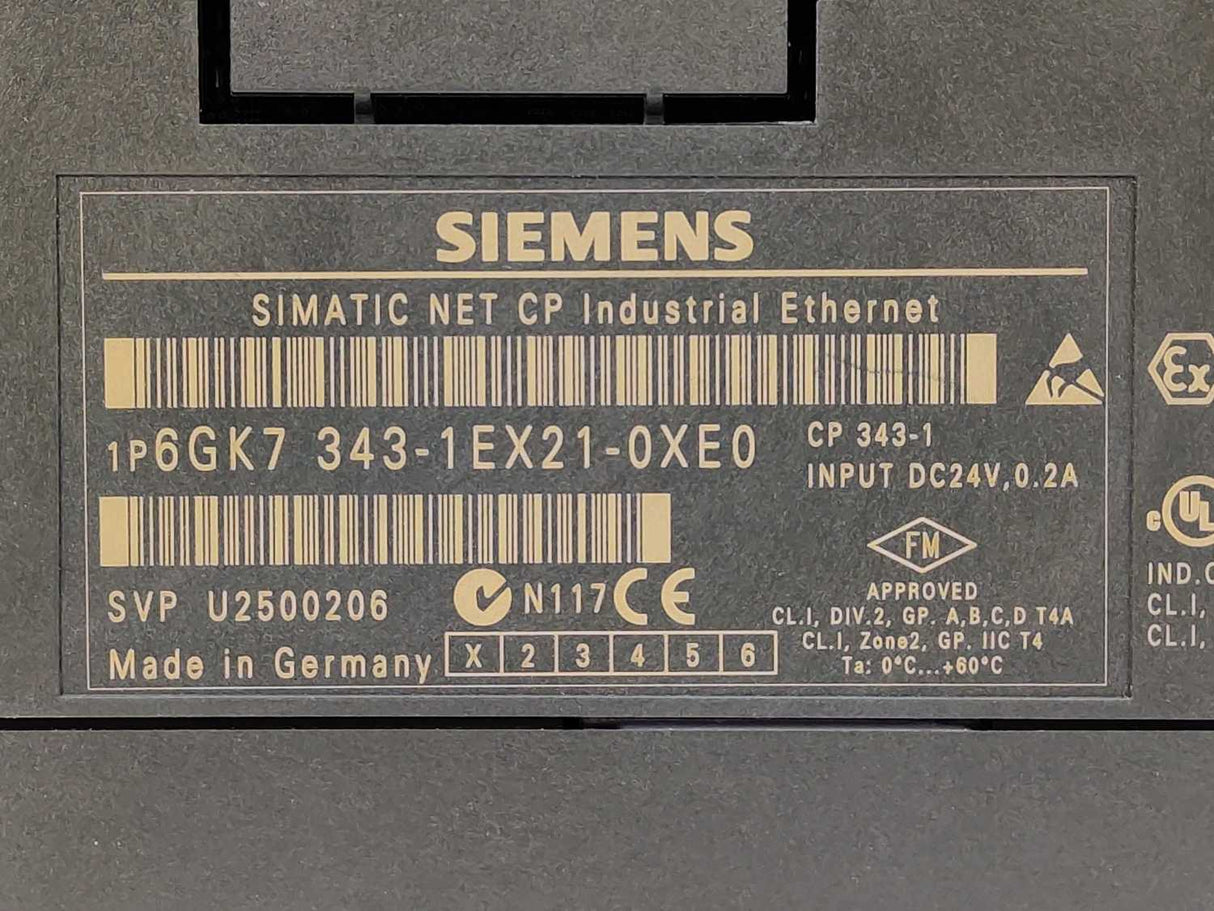 SIEMENS
SIMATIC NET CP Industrial Ethernet
1P6GK7 343-1EX21-0XE0
CP 343-1
INPUT DC24V,0.2A
SVP U2500206
N117 CE
Made in Germany
X 2 3 4 5 6
FM
APPROVED
CL.I, DIV.2, GP. A,B,C,D T4A
CL.I, Zone2, GP. IIC T4
Ta: 0°C...+60°C
Ex
c UL
IND.
CL.I,
CL.I,